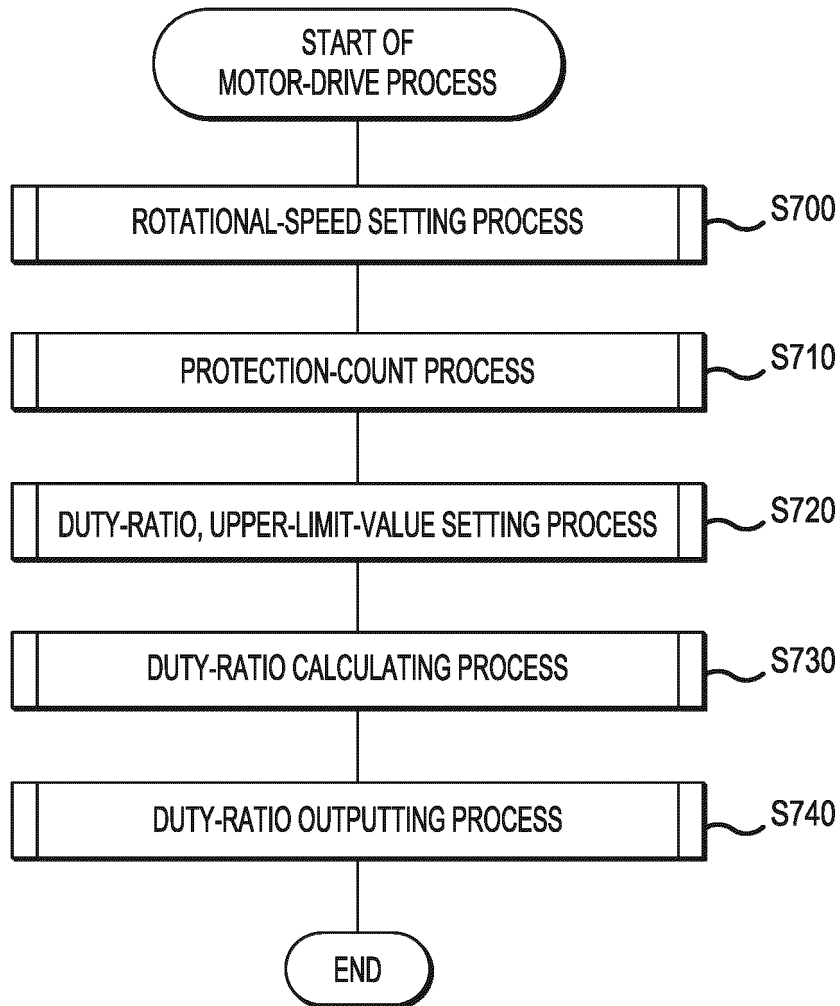 START OF
MOTOR-DRIVE PROCESS
ROTATIONAL-SPEED SETTING PROCESS
S700
PROTECTION-COUNT PROCESS
S710
DUTY-RATIO, UPPER-LIMIT-VALUE SETTING PROCESS
S720
DUTY-RATIO CALCULATING PROCESS
S730
DUTY-RATIO OUTPUTTING PROCESS
S740
END